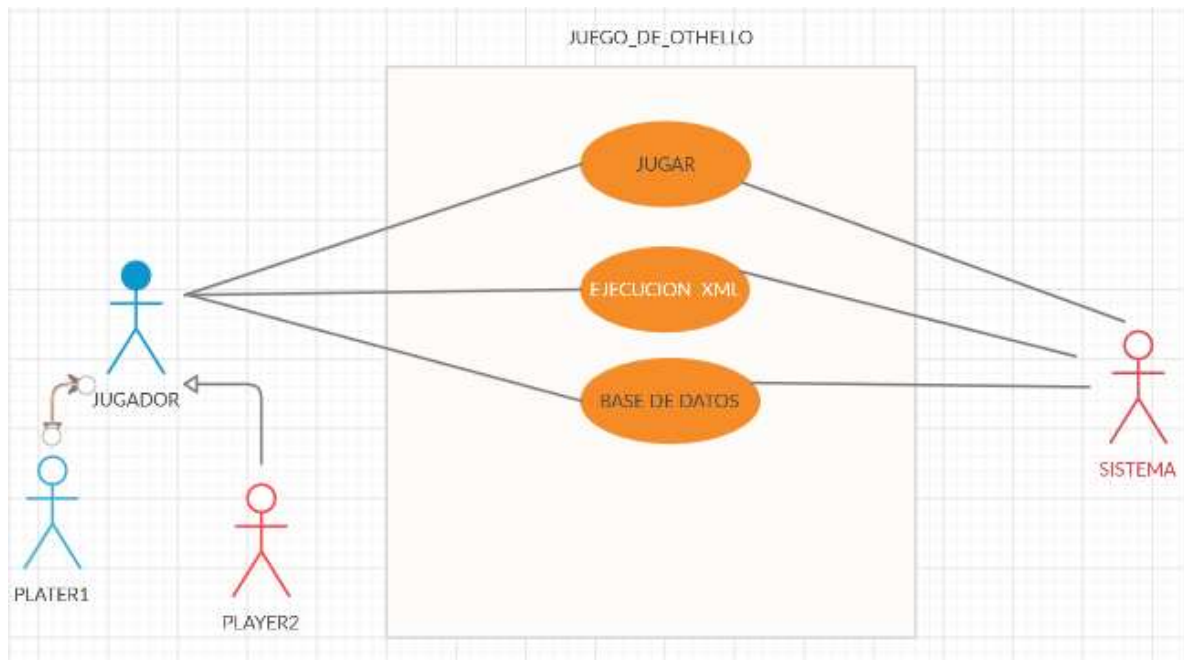 JUEGO_DE_OTHELLO
JUGAR
EJECUCION XML
BASE DE DATOS
JUGADOR
SISTEMA
PLATER1
PLAYER2